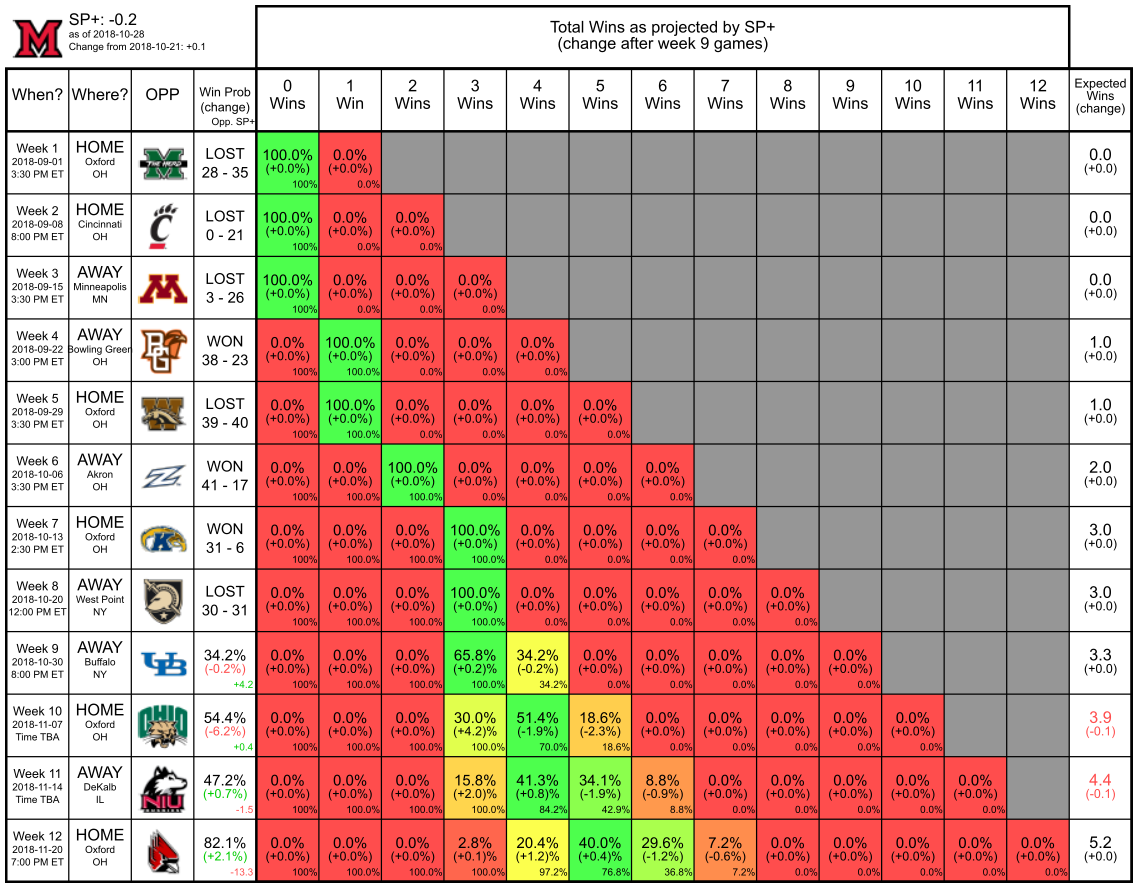 M
SP+: -0.2
as of 2018-10-28
Change from 2018-10-21: +0.1
Total Wins as projected by SP+
(change after week 9 games)
When? Where? OPP Win Prob (change) Opp. SP+ 0 Wins 1 Win 2 Wins 3 Wins 4 Wins 5 Wins 6 Wins 7 Wins 8 Wins 9 Wins 10 Wins 11 Wins 12 Wins Expected Wins (change)
Week 1 HOME LOST 100.0% 0.0% 0.0
2018-09-01 Oxford THE HERD 28 - 35 (+0.0%) (+0.0%) (+0.0)
3:30 PM ET OH 100% 0.0%
Week 2 HOME LOST 100.0% 0.0% 0.0% 0.0
2018-09-08 Cincinnati C 0 - 21 (+0.0%) (+0.0%) (+0.0%) (+0.0)
8:00 PM ET OH 100% 0.0% 0.0%
Week 3 AWAY LOST 100.0% 0.0% 0.0% 0.0% 0.0
2018-09-15 Minneapolis M 3 - 26 (+0.0%) (+0.0%) (+0.0%) (+0.0%) (+0.0)
3:30 PM ET MN 100% 0.0% 0.0% 0.0%
Week 4 AWAY WON 0.0% 100.0% 0.0% 0.0% 0.0% 1.0
2018-09-22 Bowling Green BG 38 - 23 (+0.0%) (+0.0%) (+0.0%) (+0.0%) (+0.0%) (+0.0)
3:00 PM ET OH 100% 100.0% 0.0% 0.0% 0.0%
Week 5 HOME LOST 0.0% 100.0% 0.0% 0.0% 0.0% 0.0% 1.0
2018-09-29 Oxford W 39 - 40 (+0.0%) (+0.0%) (+0.0%) (+0.0%) (+0.0%) (+0.0%) (+0.0)
3:30 PM ET OH 100% 100.0% 0.0% 0.0% 0.0% 0.0%
Week 6 AWAY WON 0.0% 0.0% 100.0% 0.0% 0.0% 0.0% 0.0% 2.0
2018-10-06 Akron Z 41 - 17 (+0.0%) (+0.0%) (+0.0%) (+0.0%) (+0.0%) (+0.0%) (+0.0%) (+0.0)
3:30 PM ET OH 100% 100.0% 100.0% 0.0% 0.0% 0.0% 0.0%
Week 7 HOME WON 0.0% 0.0% 0.0% 100.0% 0.0% 0.0% 0.0% 0.0% 3.0
2018-10-13 Oxford K 31 - 6 (+0.0%) (+0.0%) (+0.0%) (+0.0%) (+0.0%) (+0.0%) (+0.0%) (+0.0%) (+0.0)
2:30 PM ET OH 100% 100.0% 100.0% 100.0% 0.0% 0.0% 0.0% 0.0%
Week 8 AWAY LOST 0.0% 0.0% 0.0% 100.0% 0.0% 0.0% 0.0% 0.0% 0.0% 3.0
2018-10-20 West Point 30 - 31 (+0.0%) (+0.0%) (+0.0%) (+0.0%) (+0.0%) (+0.0%) (+0.0%) (+0.0%) (+0.0%) (+0.0)
12:00 PM ET NY 100% 100.0% 100.0% 100.0% 0.0% 0.0% 0.0% 0.0% 0.0%
Week 9 AWAY 34.2% 0.0% 0.0% 0.0% 65.8% 34.2% 0.0% 0.0% 0.0% 0.0% 0.0% 3.3
2018-10-30 Buffalo UB (-0.2%) (+0.0%) (+0.0%) (+0.0%) (+0.2)% (-0.2%) (+0.0%) (+0.0%) (+0.0%) (+0.0%) (+0.0%) (+0.0)
8:00 PM ET NY +4.2 100% 100.0% 100.0% 100.0% 34.2% 0.0% 0.0% 0.0% 0.0% 0.0%
Week 10 HOME 54.4% 0.0% 0.0% 0.0% 30.0% 51.4% 18.6% 0.0% 0.0% 0.0% 0.0% 0.0% 3.9
2018-11-07 Oxford OHIO (-6.2%) (+0.0%) (+0.0%) (+0.0%) (+4.2)% (-1.9%) (-2.3%) (+0.0%) (+0.0%) (+0.0%) (+0.0%) (+0.0%) (-0.1)
Time TBA OH +0.4 100% 100.0% 100.0% 100.0% 70.0% 18.6% 0.0% 0.0% 0.0% 0.0% 0.0%
Week 11 AWAY 47.2% 0.0% 0.0% 0.0% 15.8% 41.3% 34.1% 8.8% 0.0% 0.0% 0.0% 0.0% 0.0% 4.4
2018-11-14 DeKalb NIU (+0.7%) (+0.0%) (+0.0%) (+0.0%) (+2.0)% (+0.8)% (-1.9%) (-0.9%) (+0.0%) (+0.0%) (+0.0%) (+0.0%) (+0.0%) (-0.1)
Time TBA IL -1.5 100% 100.0% 100.0% 100.0% 84.2% 42.9% 8.8% 0.0% 0.0% 0.0% 0.0% 0.0%
Week 12 HOME 82.1% 0.0% 0.0% 0.0% 2.8% 20.4% 40.0% 29.6% 7.2% 0.0% 0.0% 0.0% 0.0% 0.0% 5.2
2018-11-20 Oxford (+2.1%) (+0.0%) (+0.0%) (+0.0%) (+0.1)% (+1.2)% (+0.4)% (-1.2%) (-0.6%) (+0.0%) (+0.0%) (+0.0%) (+0.0%) (+0.0%) (+0.0)
7:00 PM ET OH -13.3 100% 100.0% 100.0% 100.0% 97.2% 76.8% 36.8% 7.2% 0.0% 0.0% 0.0% 0.0% 0.0%